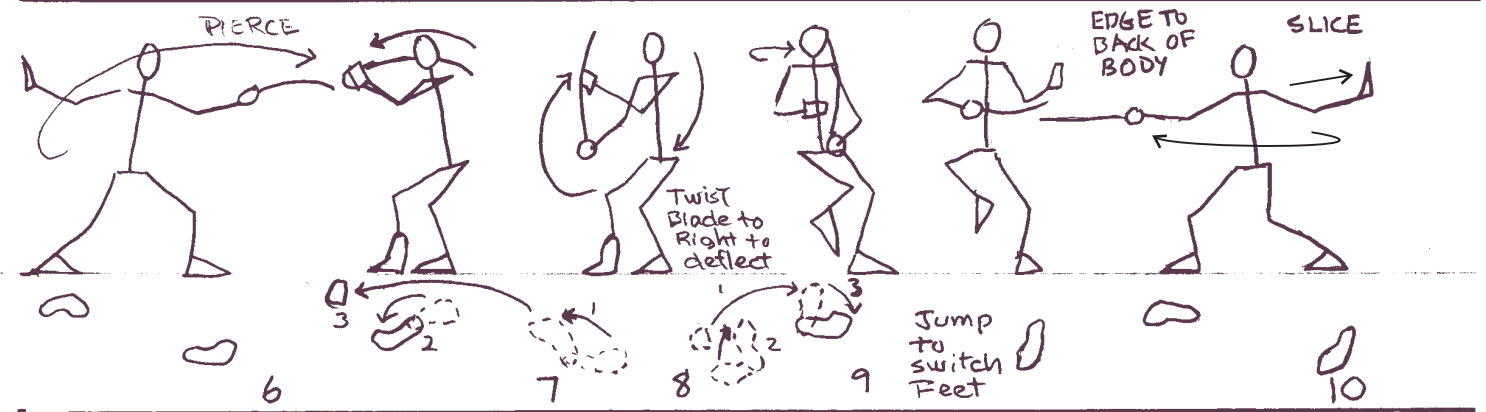 PIERCE
EDGE TO
BACK OF
BODY
SLICE
Twist
Blade to
Right to
deflect
3
2
1
1
2
3
Jump
to
switch
Feet
6
7
8
9
10